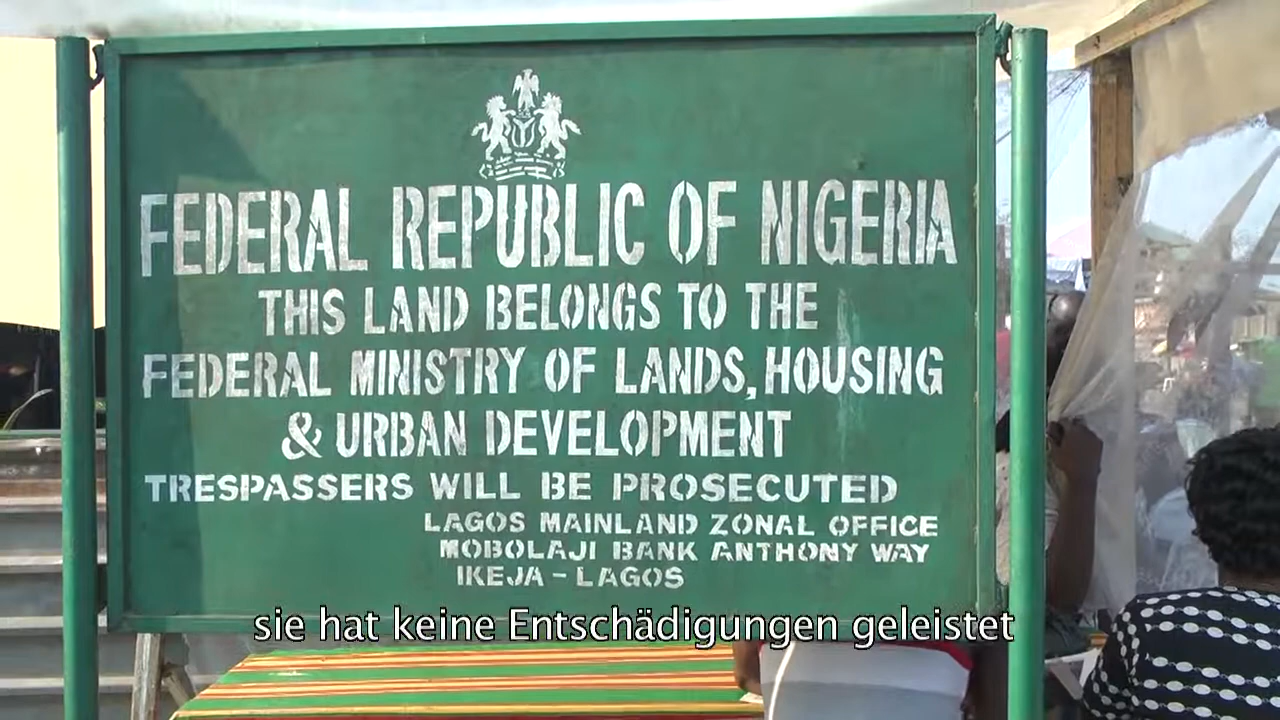 FEDERAL REPUBLIC OF NIGERIA
THIS LAND BELONGS TO THE
FEDERAL MINISTRY OF LANDS, HOUSING
& URBAN DEVELOPMENT
TRESPASSERS WILL BE PROSECUTED
LAGOS MAINLAND ZONAL OFFICE
MOBOLAJI BANK ANTHONY WAY
IKEJA - LAGOS
sie hat keine Entschädigungen geleistet